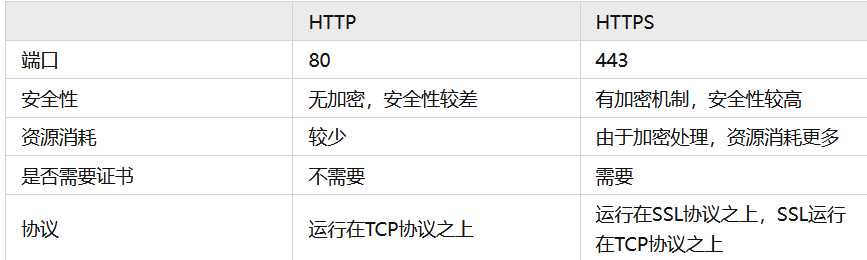 HTTP HTTPS
端口 80 443
安全性 无加密，安全性较差 有加密机制，安全性较高
资源消耗 较少 由于加密处理，资源消耗更多
是否需要证书 不需要 需要
协议 运行在TCP协议之上 运行在SSL协议之上，SSL运行
在TCP协议之上